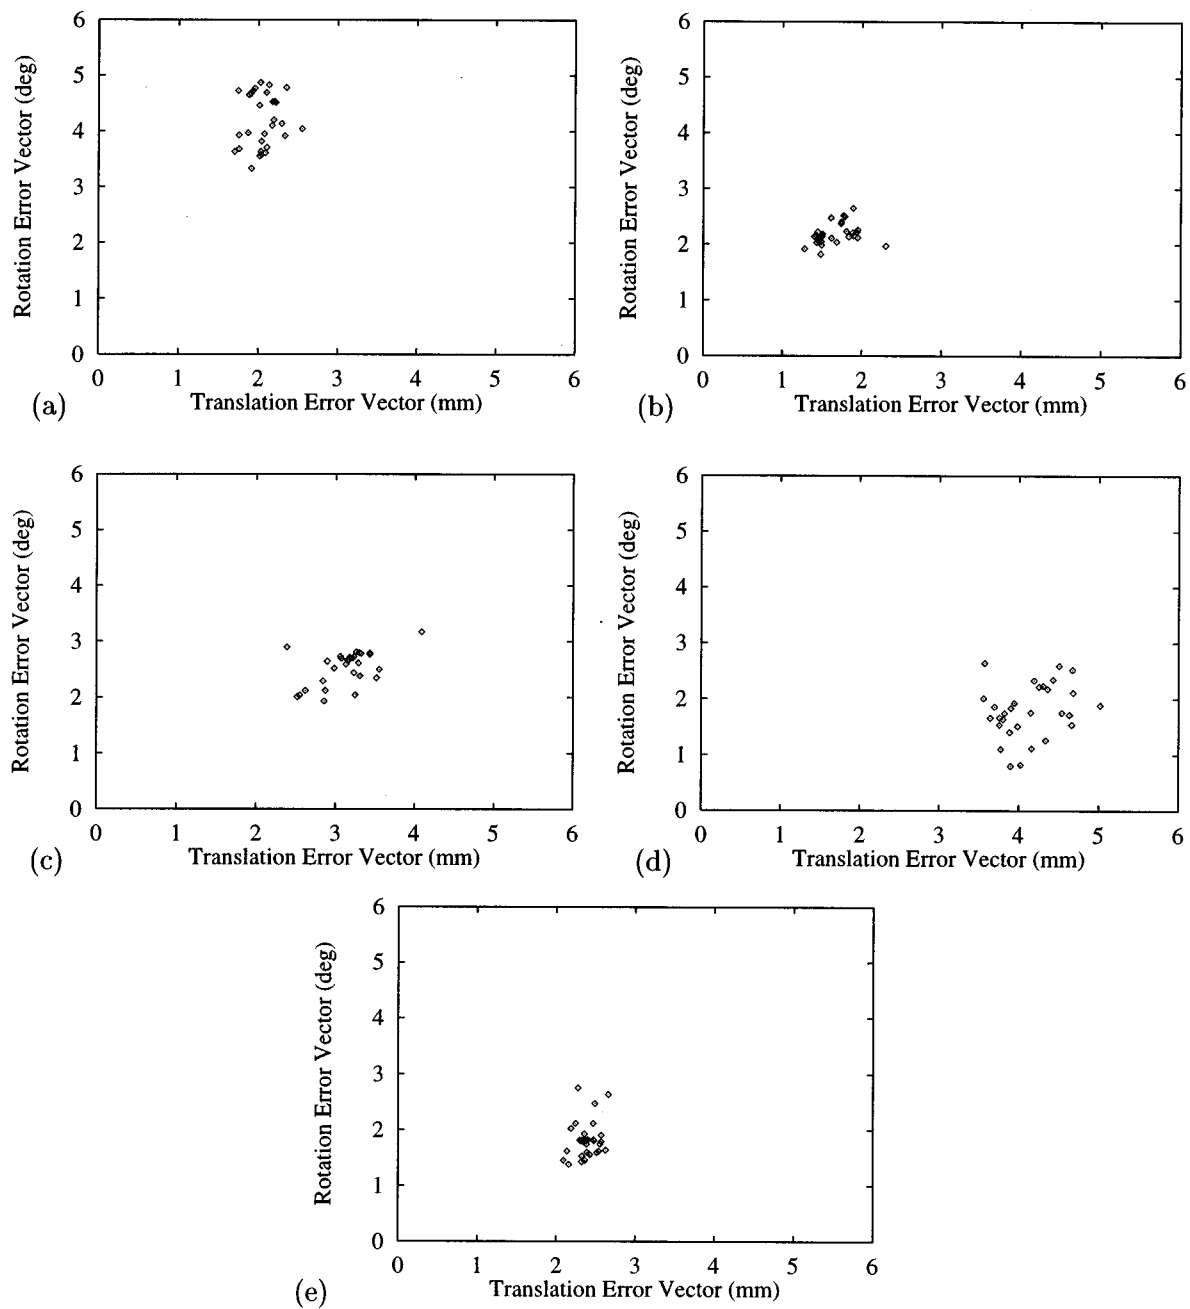 6
5
4
3
2
1
0
Rotation Error Vector (deg)
0 1 2 3 4 5 6
Translation Error Vector (mm)
(a)
6
5
4
3
2
1
0
Rotation Error Vector (deg)
0 1 2 3 4 5 6
Translation Error Vector (mm)
(b)
6
5
4
3
2
1
0
Rotation Error Vector (deg)
0 1 2 3 4 5 6
Translation Error Vector (mm)
(c)
6
5
4
3
2
1
0
Rotation Error Vector (deg)
0 1 2 3 4 5 6
Translation Error Vector (mm)
(d)
6
5
4
3
2
1
0
Rotation Error Vector (deg)
0 1 2 3 4 5 6
Translation Error Vector (mm)
(e)